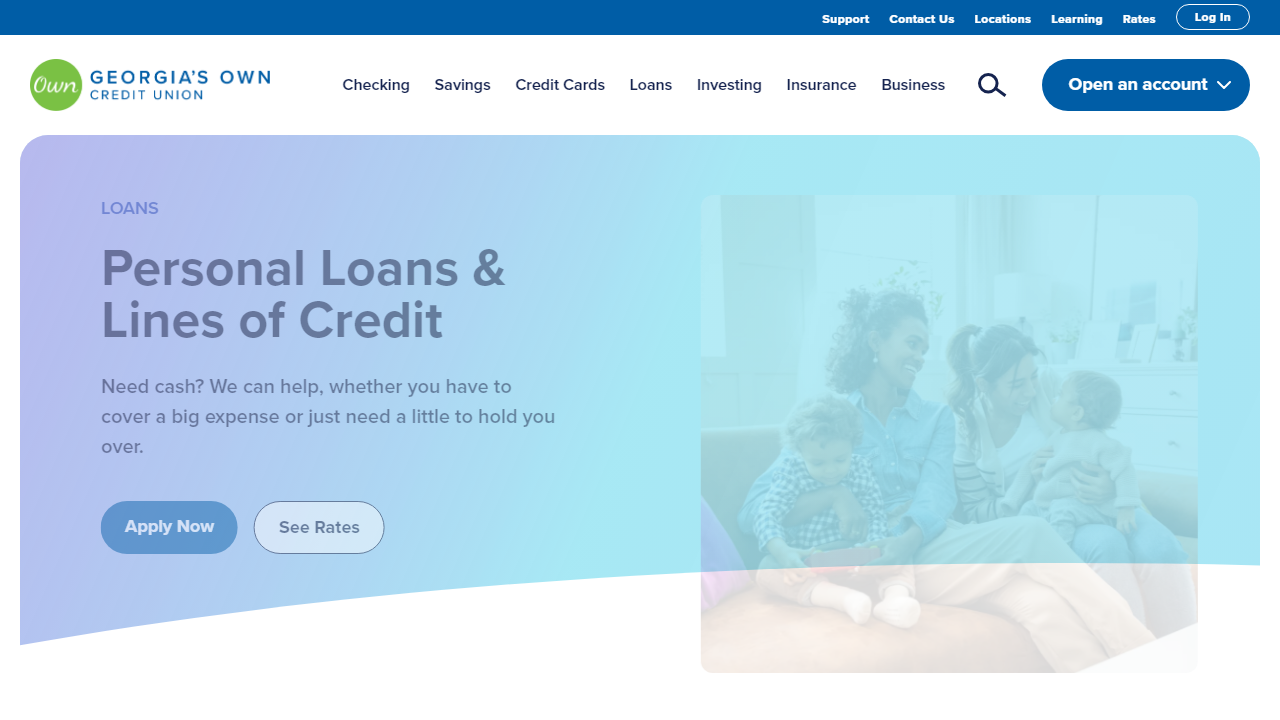 Support Contact Us Locations Learning Rates Log In
Own GEORGIA'S OWN
CREDIT UNION
Checking Savings Credit Cards Loans Investing Insurance Business
Open an account
LOANS
Personal Loans &
Lines of Credit
Need cash? We can help, whether you have to
cover a big expense or just need a little to hold you
over.
Apply Now See Rates